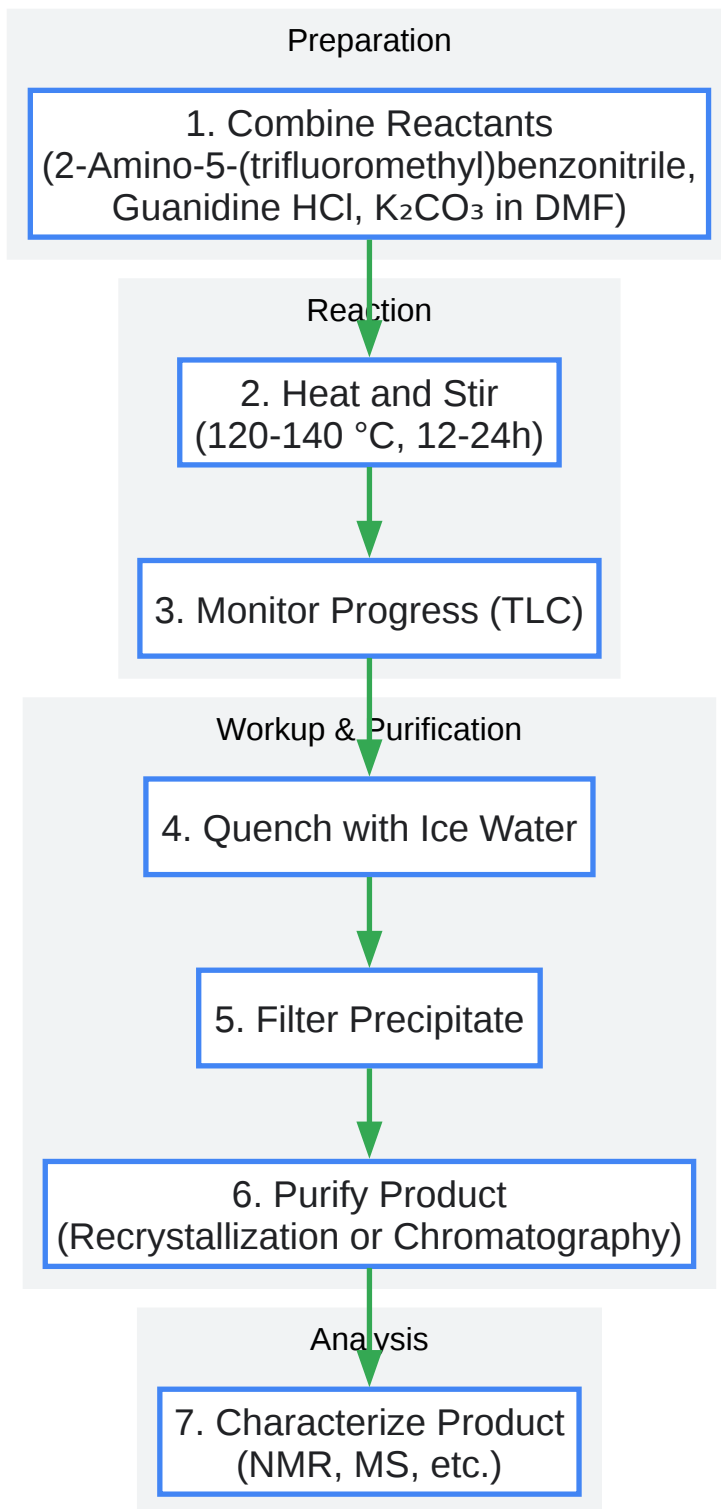 Preparation
1. Combine Reactants
(2-Amino-5-(trifluoromethyl)benzonitrile,
Guanidine HCl, K₂CO₃ in DMF)
Reaction
2. Heat and Stir
(120-140 °C, 12-24h)
3. Monitor Progress (TLC)
Workup & Purification
4. Quench with Ice Water
5. Filter Precipitate
6. Purify Product
(Recrystallization or Chromatography)
Analysis
7. Characterize Product
(NMR, MS, etc.)